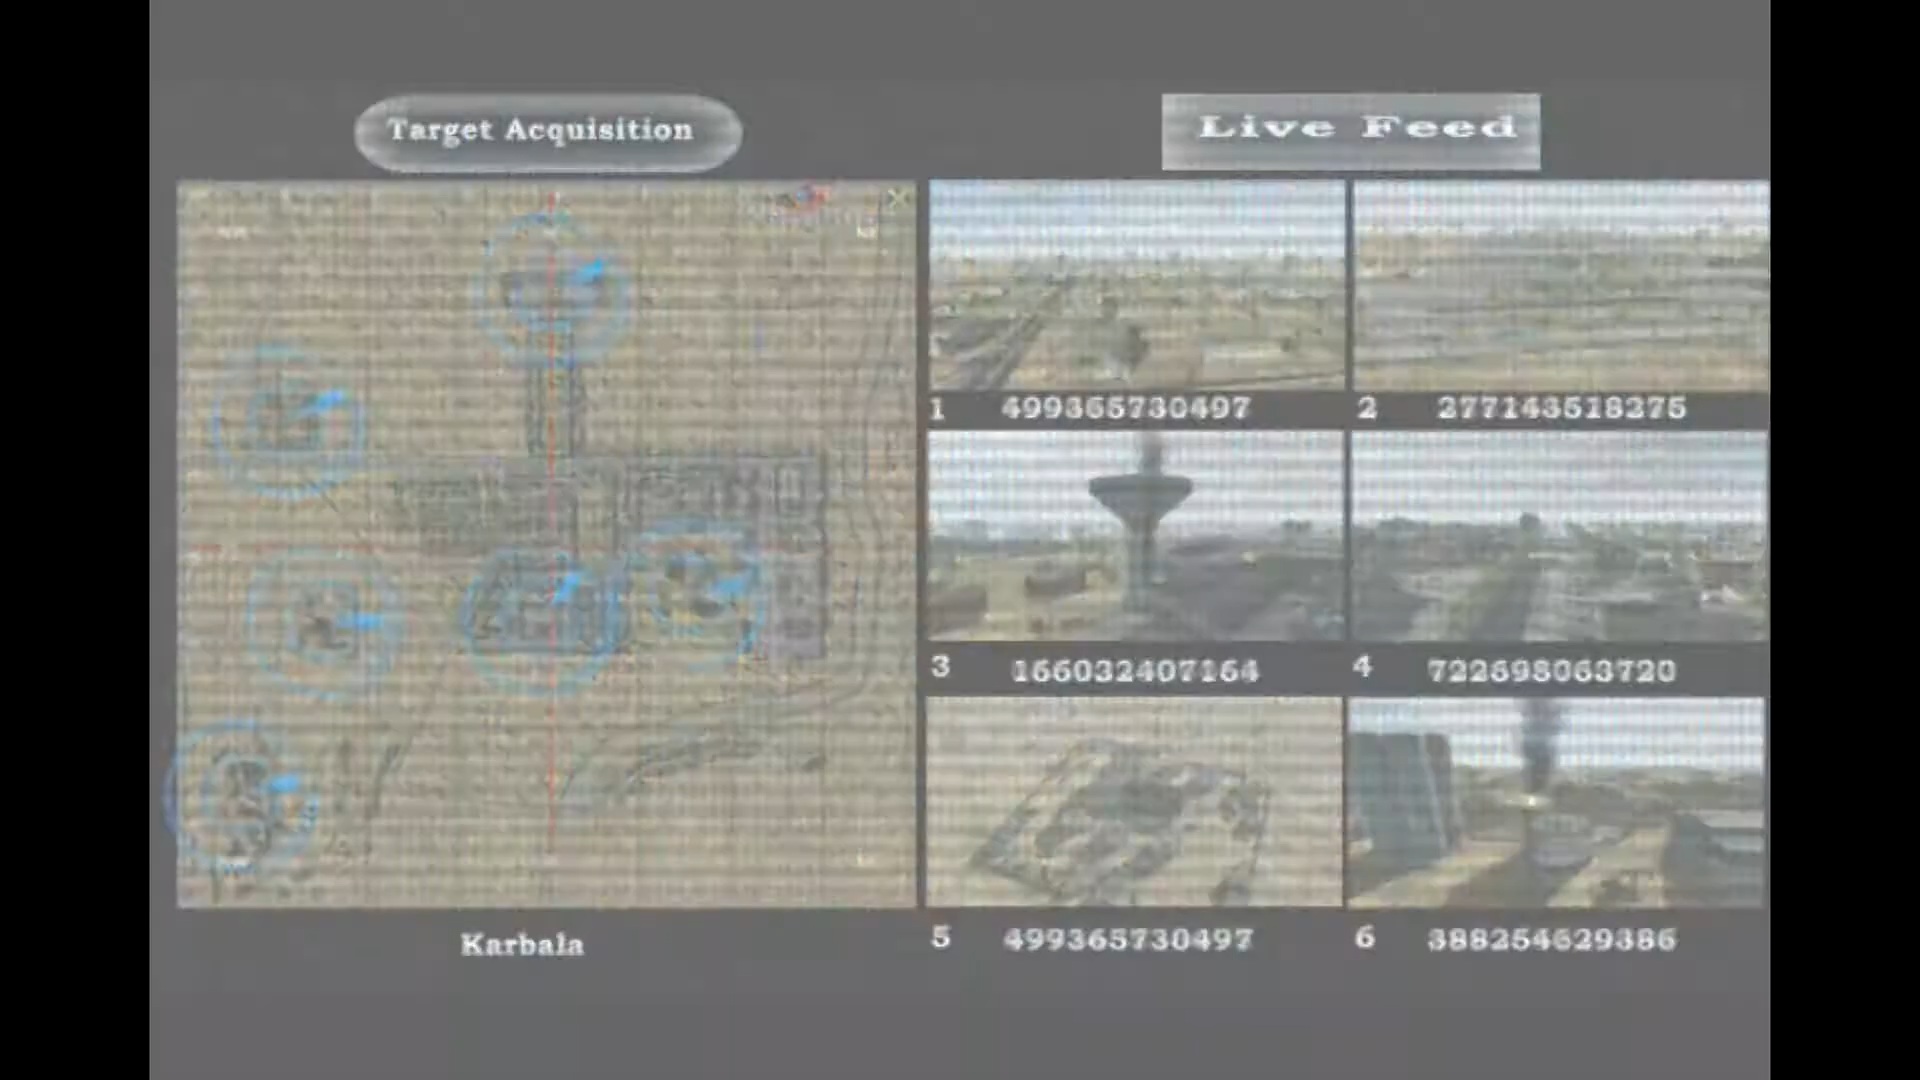 Target Acquisition
Live Feed
1 499365730497
2 277143518275
3 166032407164
4 722698063720
5 499365730497
6 388254629386
Karbala